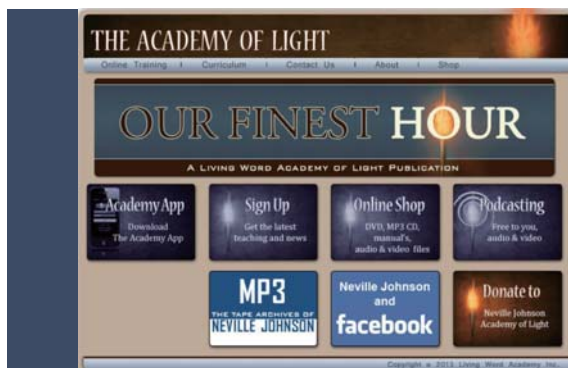 THE ACADEMY OF LIGHT
Online Training | Curriculum | Contact Us | About | Shop
OUR FINEST HOUR
A LIVING WORD ACADEMY OF LIGHT PUBLICATION
Academy App
Download
The Academy App
Sign Up
Get the latest
teaching and news
Online Shop
DVD, MP3 CD,
manual's,
audio & video files
Podcasting
Free to you,
audio & video
MP3
THE TAPE ARCHIVES OF
NEVILLE JOHNSON
Neville Johnson
and
facebook
Donate to
Neville Johnson
Academy of Light
Copyright © 2013 Living Word Academy Inc.